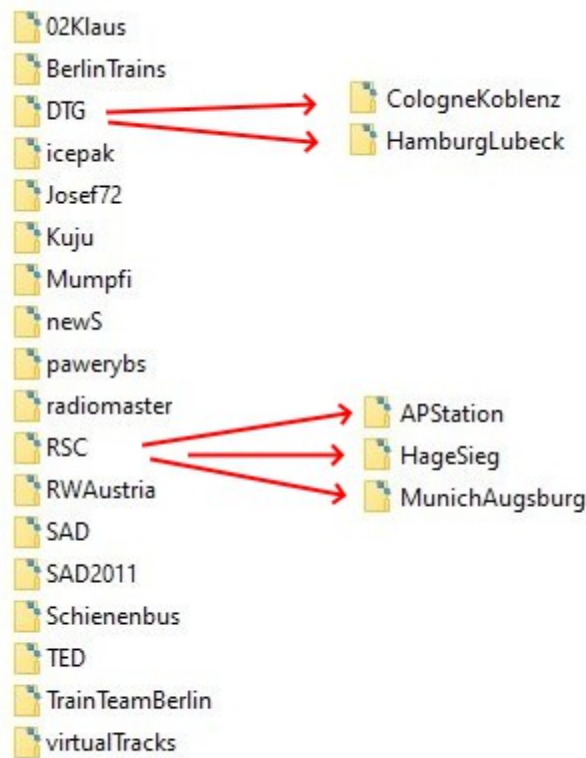 02Klaus
BerlinTrains
DTG
CologneKoblenz
HamburgLubeck
icepak
Josef72
Kuju
Mumpfi
newS
pawerybs
radiomaster
APStation
RSC
HageSieg
RWAustria
MunichAugsburg
SAD
SAD2011
Schienenbus
TED
TrainTeamBerlin
virtualTracks